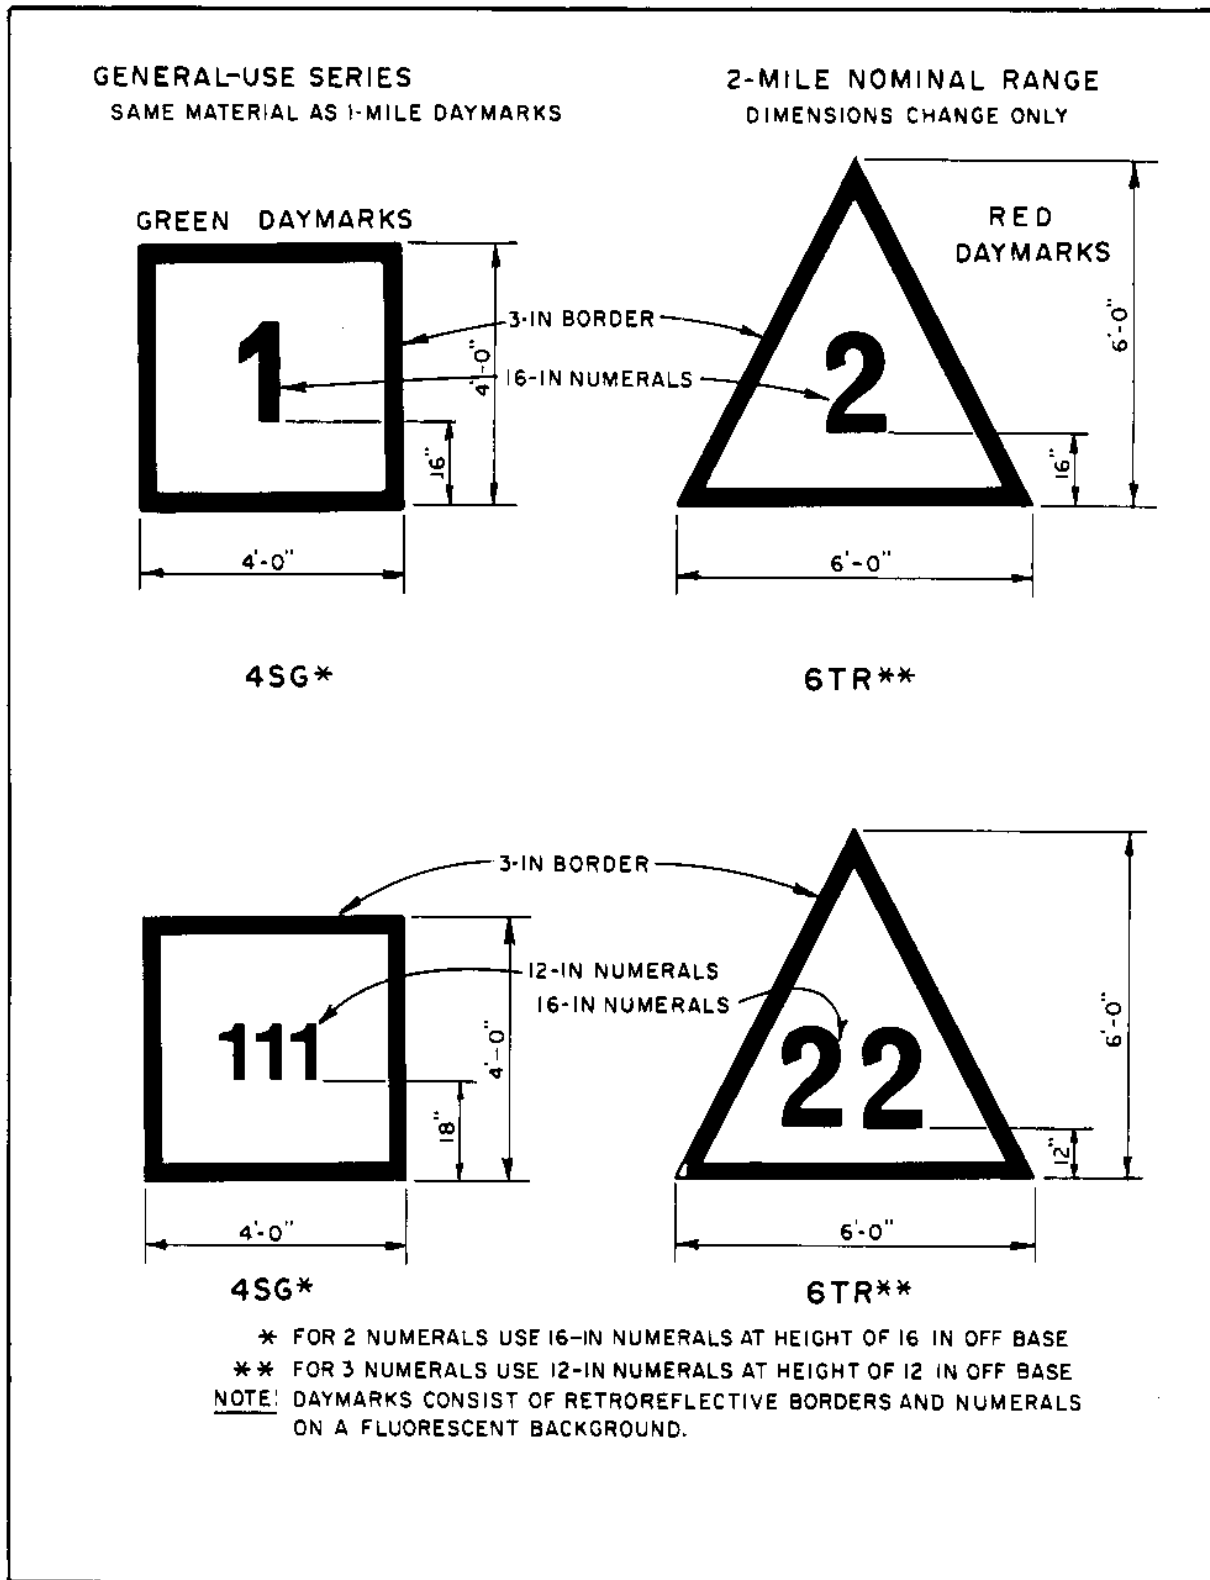 GENERAL-USE SERIES
SAME MATERIAL AS 1-MILE DAYMARKS
2-MILE NOMINAL RANGE
DIMENSIONS CHANGE ONLY
GREEN DAYMARKS
RED
DAYMARKS
1
2
3-IN BORDER
16-IN NUMERALS
4'-0"
16"
4'-0"
6'-0"
16"
6'-0"
4SG*
6TR**
3-IN BORDER
12-IN NUMERALS
16-IN NUMERALS
111
22
4'-0"
18"
4'-0"
6'-0"
12"
6'-0"
4SG*
6TR**
* FOR 2 NUMERALS USE 16-IN NUMERALS AT HEIGHT OF 16 IN OFF BASE
** FOR 3 NUMERALS USE 12-IN NUMERALS AT HEIGHT OF 12 IN OFF BASE
NOTE: DAYMARKS CONSIST OF RETROREFLECTIVE BORDERS AND NUMERALS
ON A FLUORESCENT BACKGROUND.